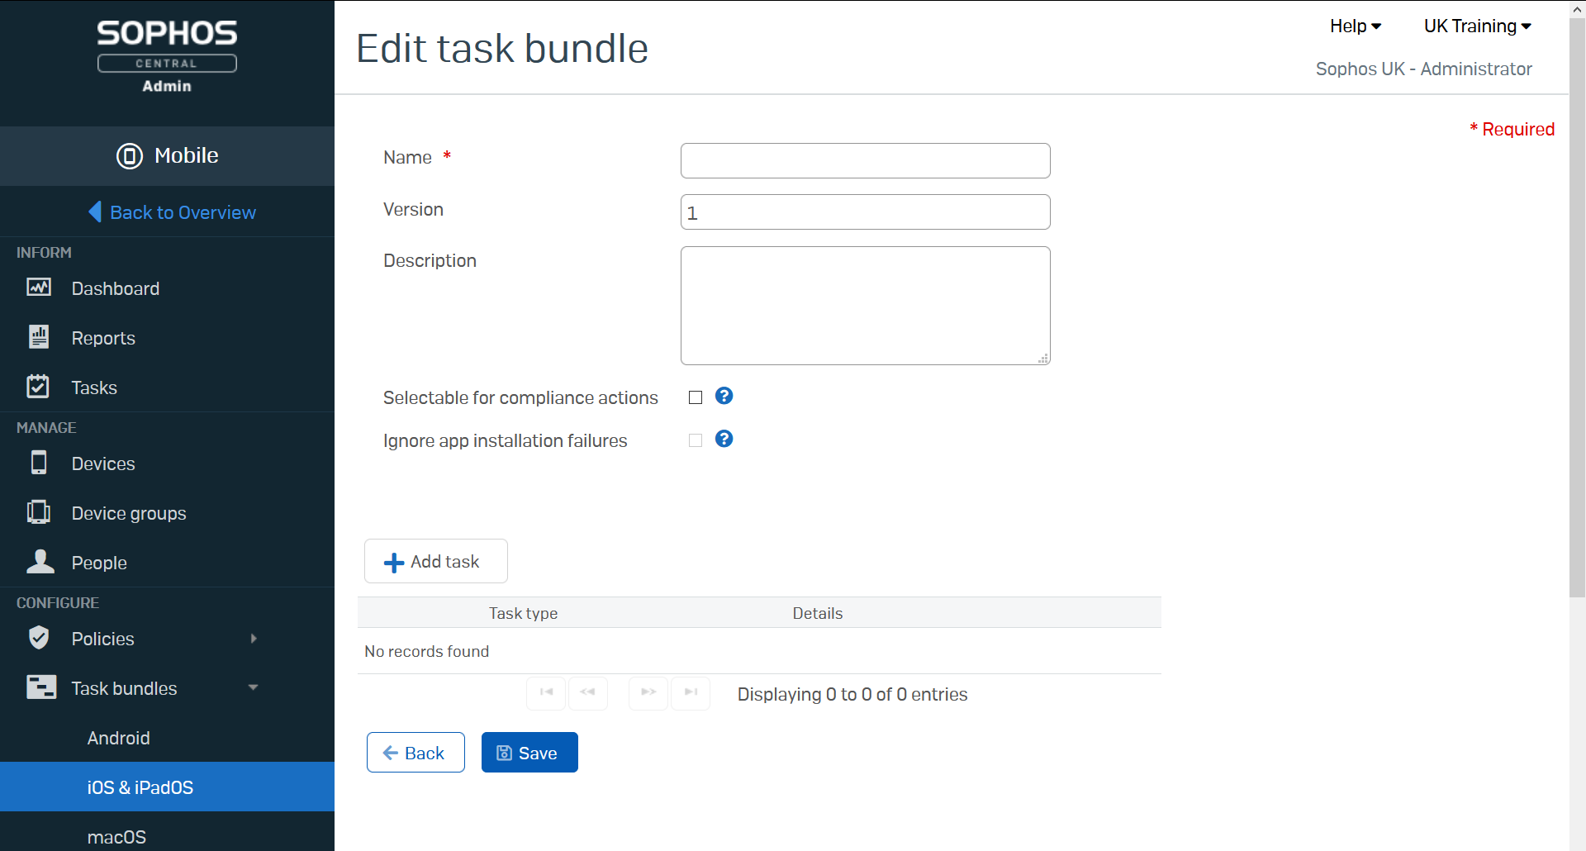 SOPHOS
CENTRAL
Admin
Mobile
Back to Overview
INFORM
Dashboard
Reports
Tasks
MANAGE
Devices
Device groups
People
CONFIGURE
Policies
Task bundles
Android
iOS & iPadOS
macOS
Edit task bundle
Help
UK Training
Sophos UK - Administrator
* Required
Name *
Version
1
Description
Selectable for compliance actions
?
Ignore app installation failures
?
Add task
Task type
Details
No records found
Displaying 0 to 0 of 0 entries
Back
Save